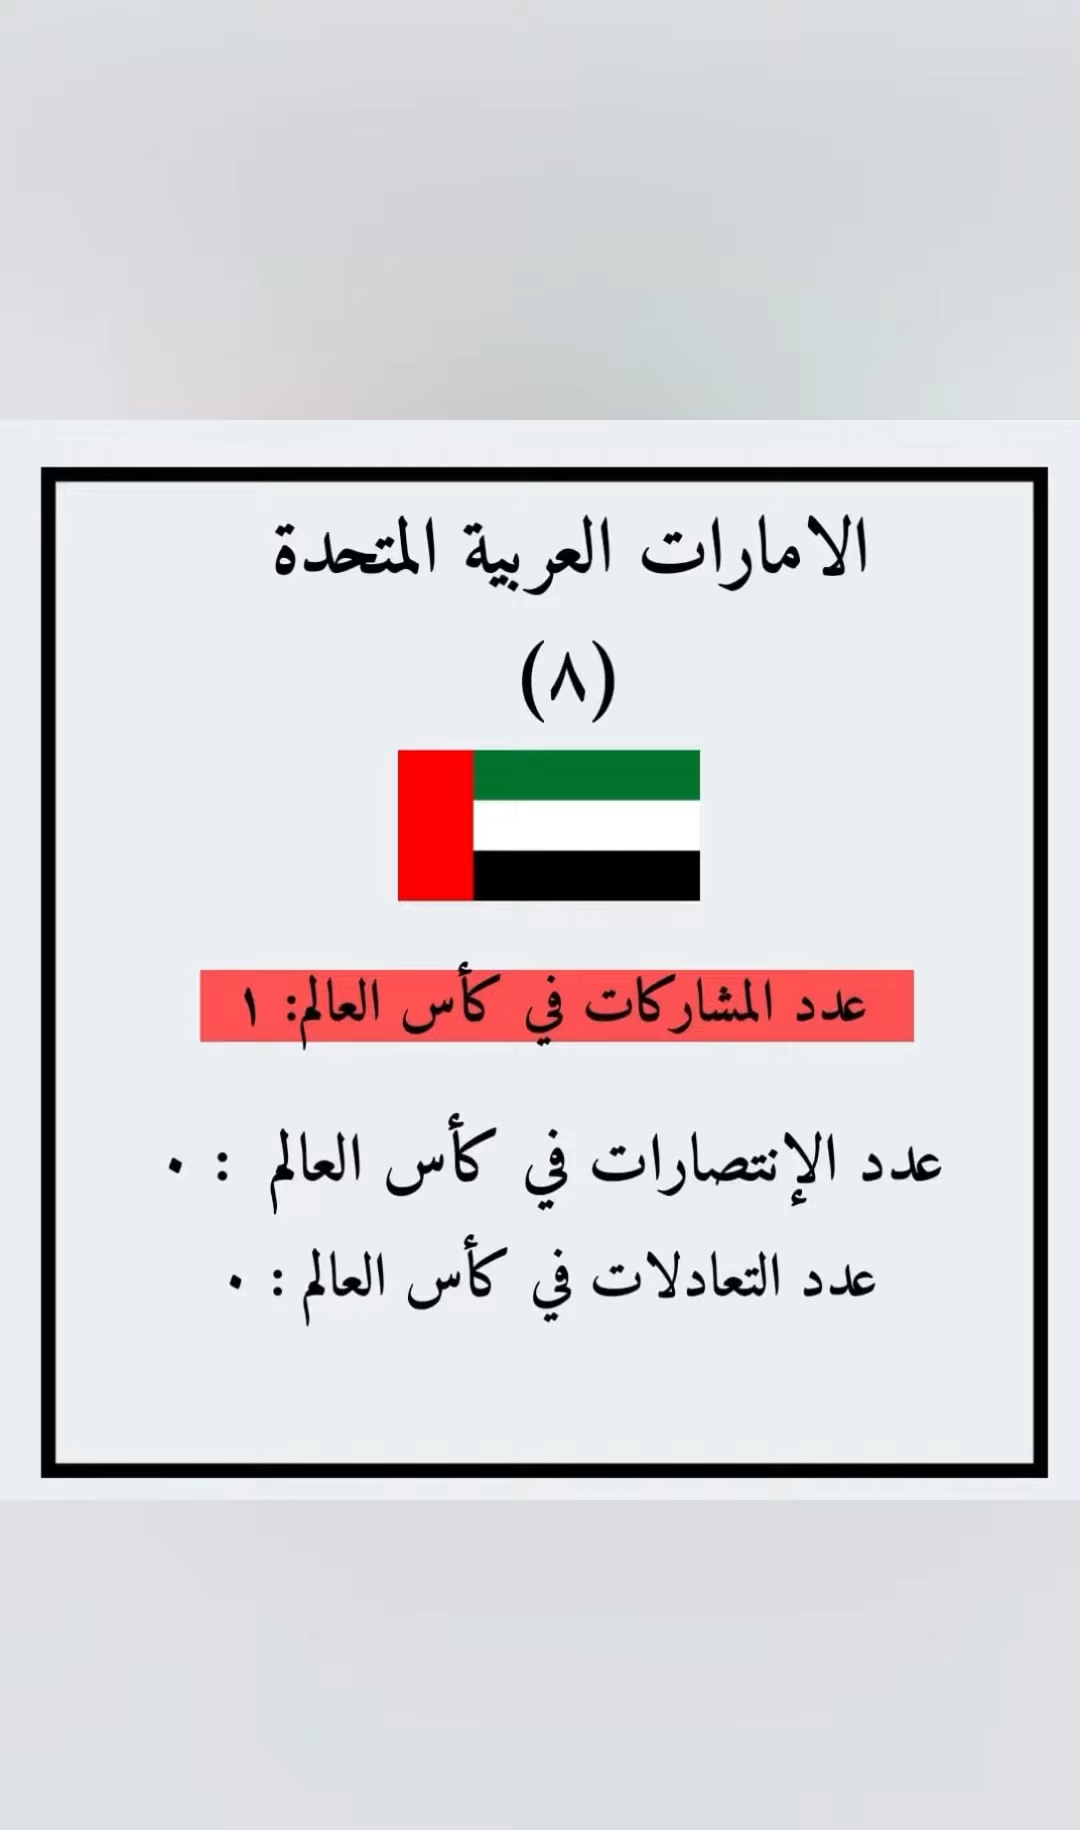 الامارات العربية المتحدة
(٨)
عدد المشاركات في كأس العالم: ١
عدد الإنتصارات في كأس العالم : ٠
عدد التعادلات في كأس العالم : ٠